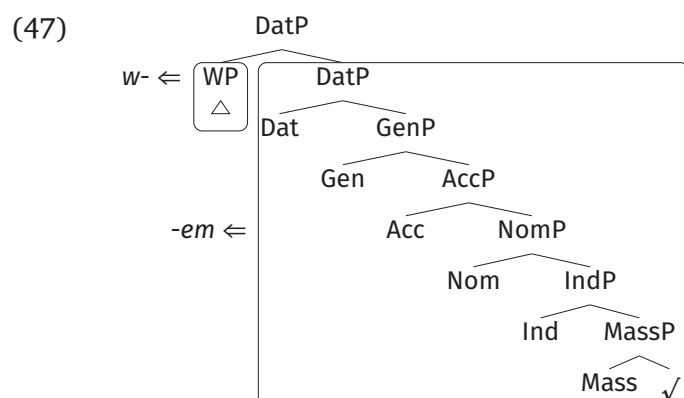 (47) DatP
w- ⇐ WP DatP
△ Dat GenP
Gen AccP
-em ⇐ Acc NomP
Nom IndP
Ind MassP
Mass √